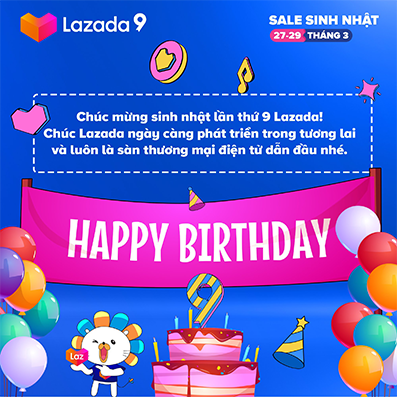 Lazada 9
SALE SINH NHẬT
27-29 THÁNG 3
Chúc mừng sinh nhật lần thứ 9 Lazada!
Chúc Lazada ngày càng phát triển trong tương lai
và luôn là sàn thương mại điện tử dẫn đầu nhé.
HAPPY BIRTHDAY
9
Laz